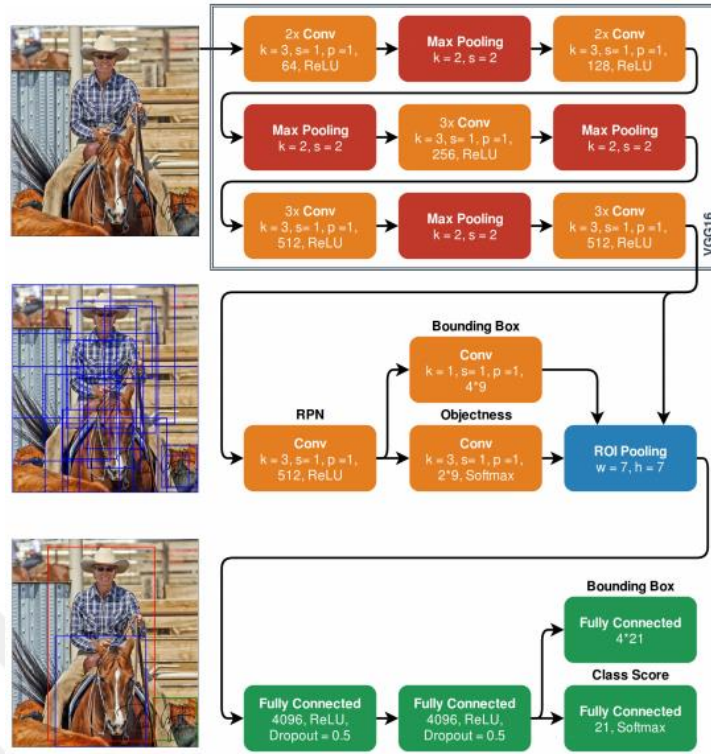 2x Conv
k = 3, s= 1, p =1,
64, ReLU
Max Pooling
k = 2, s = 2
2x Conv
k = 3, s= 1, p =1,
128, ReLU
Max Pooling
k = 2, s = 2
3x Conv
k = 3, s= 1, p=1,
256, ReLU
Max Pooling
k = 2, s = 2
3x Conv
k = 3, s= 1, p=1,
512, ReLU
Max Pooling
k = 2, s = 2
3x Conv
k = 3, s= 1, p=1,
512, ReLU
VGG16
Bounding Box
Conv
k = 1, s= 1, p =1,
4*9
RPN
Conv
k = 3, s= 1, p=1,
512, ReLU
Objectness
Conv
k = 3, s= 1, p=1,
2*9, Softmax
ROI Pooling
w = 7, h = 7
Bounding Box
Fully Connected
4*21
Fully Connected
4096, ReLU,
Dropout = 0.5
Fully Connected
4096, ReLU,
Dropout = 0.5
Class Score
Fully Connected
21, Softmax